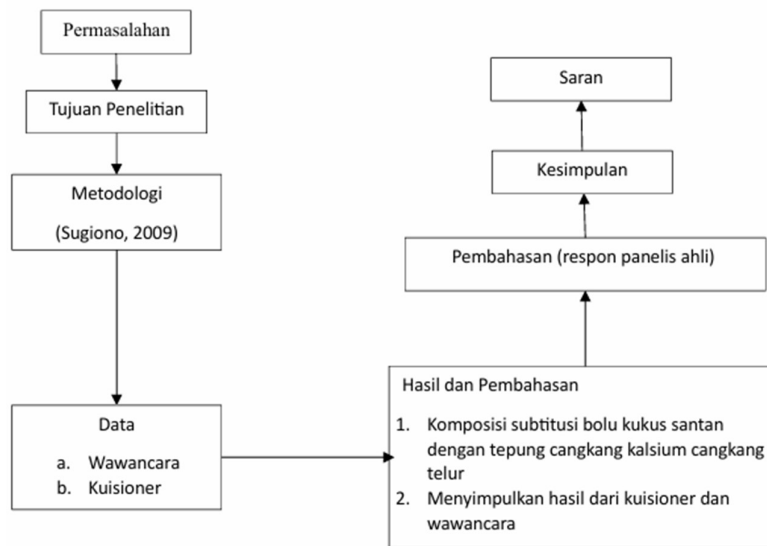 Permasalahan
Tujuan Penelitian
Metodologi
(Sugiono, 2009)
Data
a. Wawancara
b. Kuisioner
Hasil dan Pembahasan
1. Komposisi subtitusi bolu kukus santan
dengan tepung cangkang kalsium cangkang
telur
2. Menyimpulkan hasil dari kuisioner dan
wawancara
Pembahasan (respon panelis ahli)
Kesimpulan
Saran